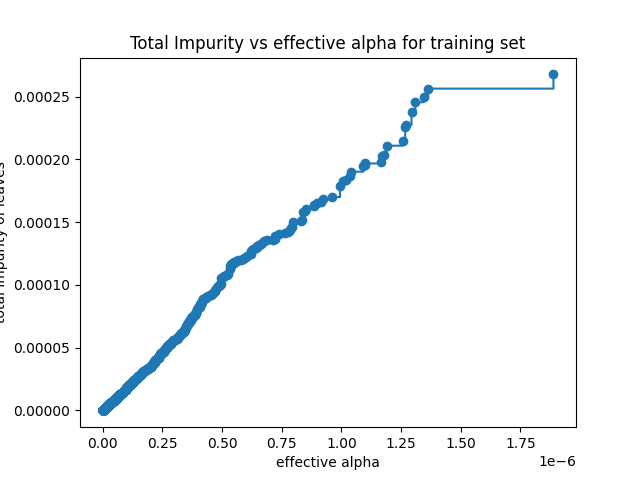 Total Impurity vs effective alpha for training set
total impurity of leaves
0.00025
0.00020
0.00015
0.00010
0.00005
0.00000
0.00 0.25 0.50 0.75 1.00 1.25 1.50 1.75
1e−6
effective alpha